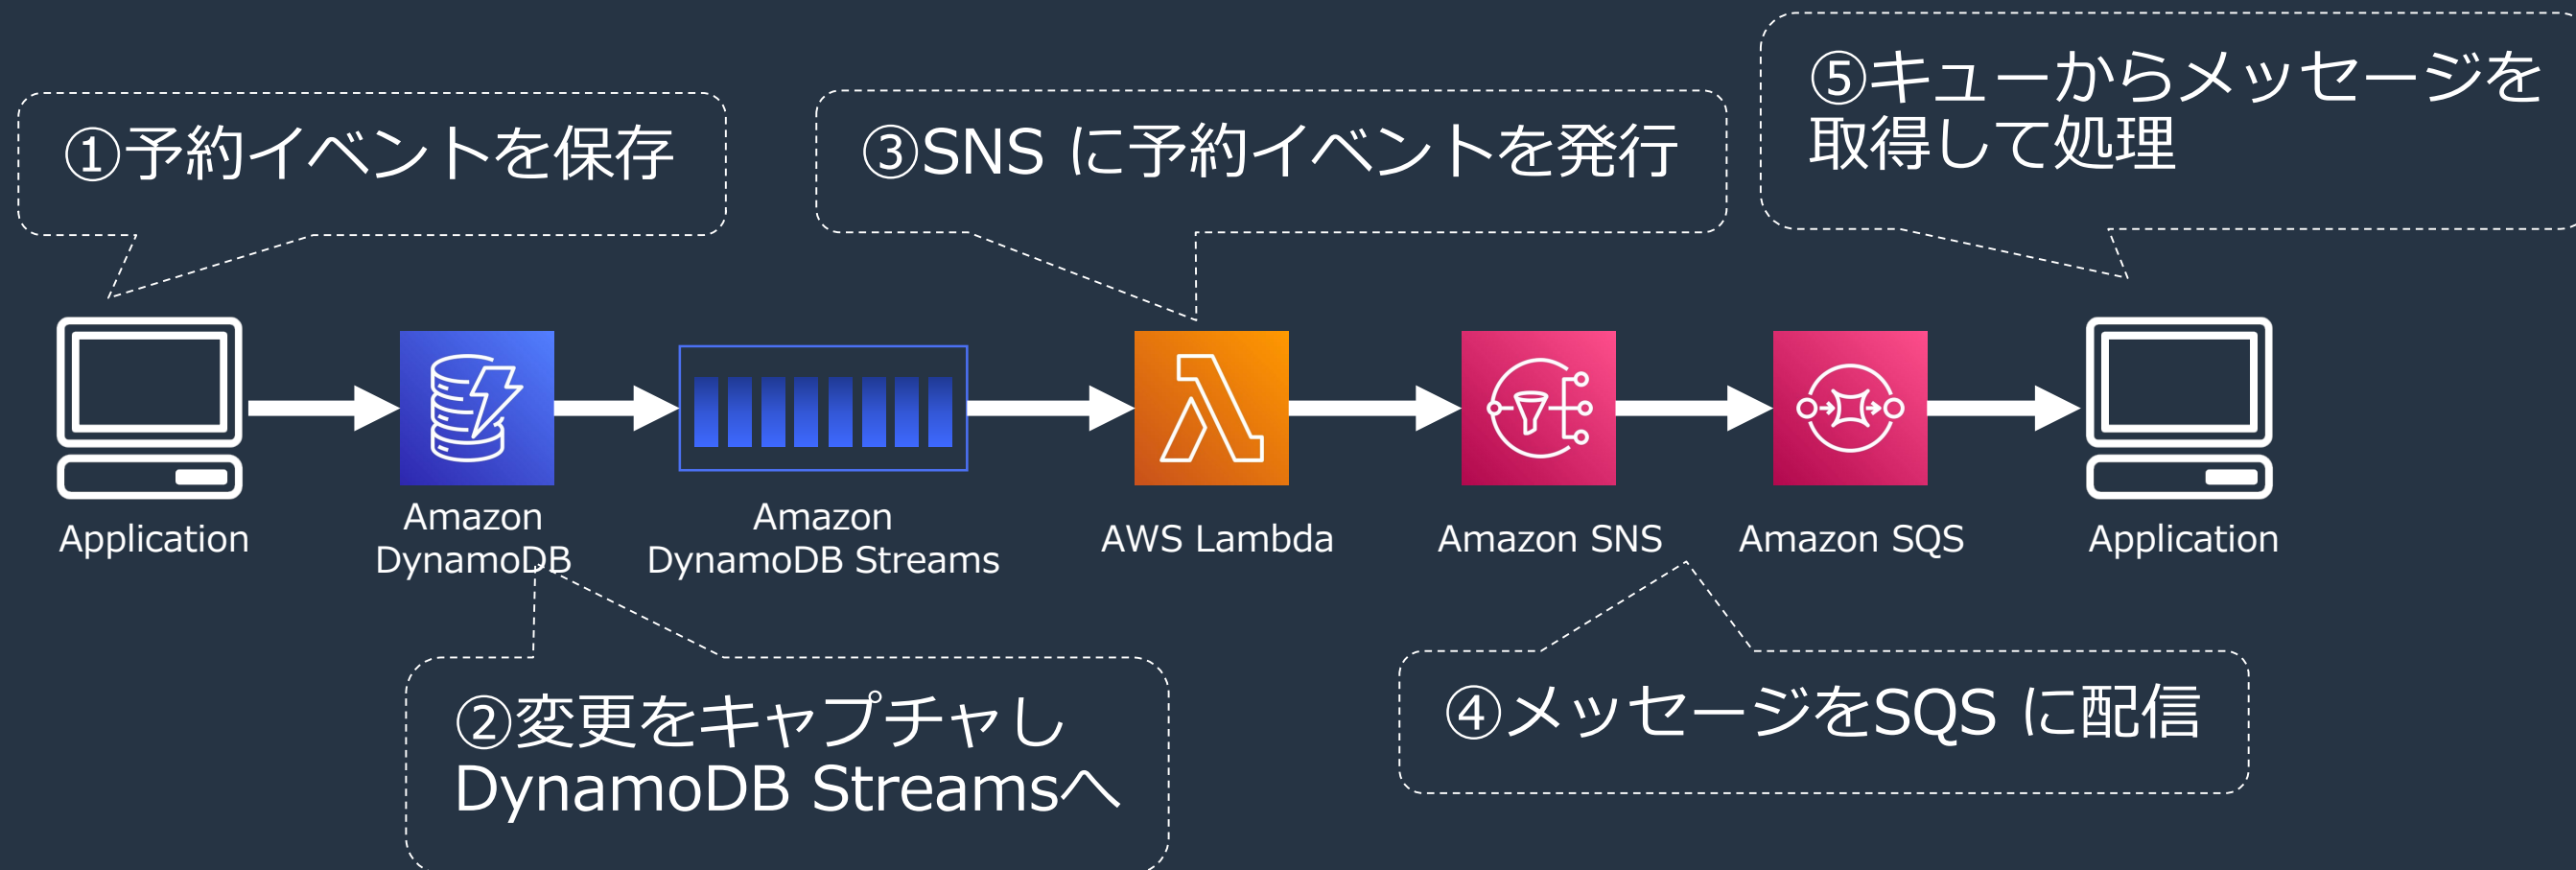 ①予約イベントを保存
③SNS に予約イベントを発行
⑤キューからメッセージを
取得して処理
Application
Amazon
DynamoDB
Amazon
DynamoDB Streams
AWS Lambda
Amazon SNS
Amazon SQS
Application
②変更をキャプチャし
DynamoDB Streamsへ
④メッセージをSQS に配信